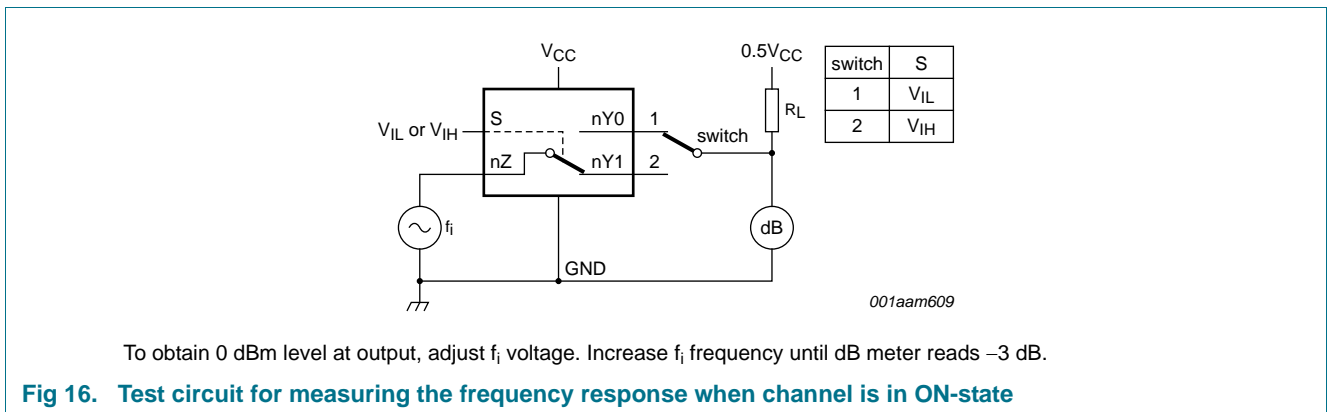 VCC
0.5VCC
switch S
1 VIL
2 VIH
RL
VIL or VIH
S
nY0 1
switch
nZ
nY1 2
fi
dB
GND
001aam609
To obtain 0 dBm level at output, adjust fi voltage. Increase fi frequency until dB meter reads −3 dB.
Fig 16. Test circuit for measuring the frequency response when channel is in ON-state